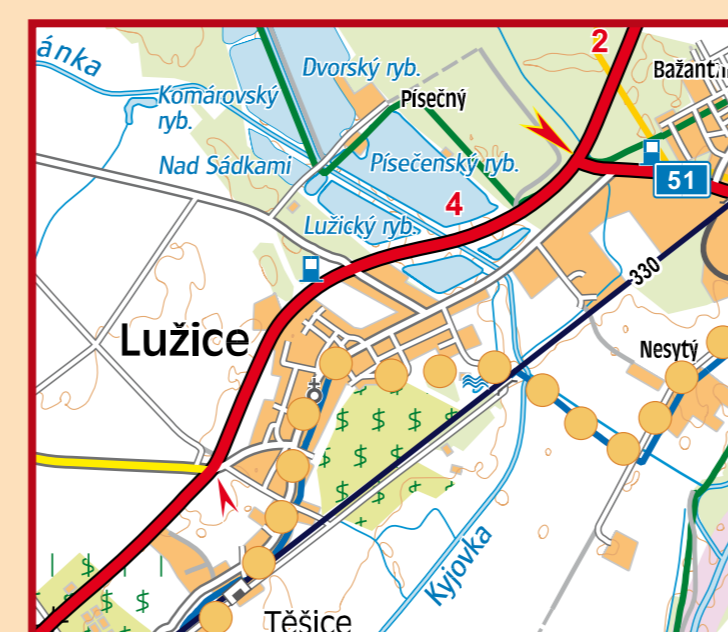 2
ánka
Dvorský ryb.
Komárovský
ryb.
Písečný
Nad Sádkami
Písečenský ryb.
51
4
Lužický ryb.
330
Lužice
Nesytý
Kyjovka
Těšice